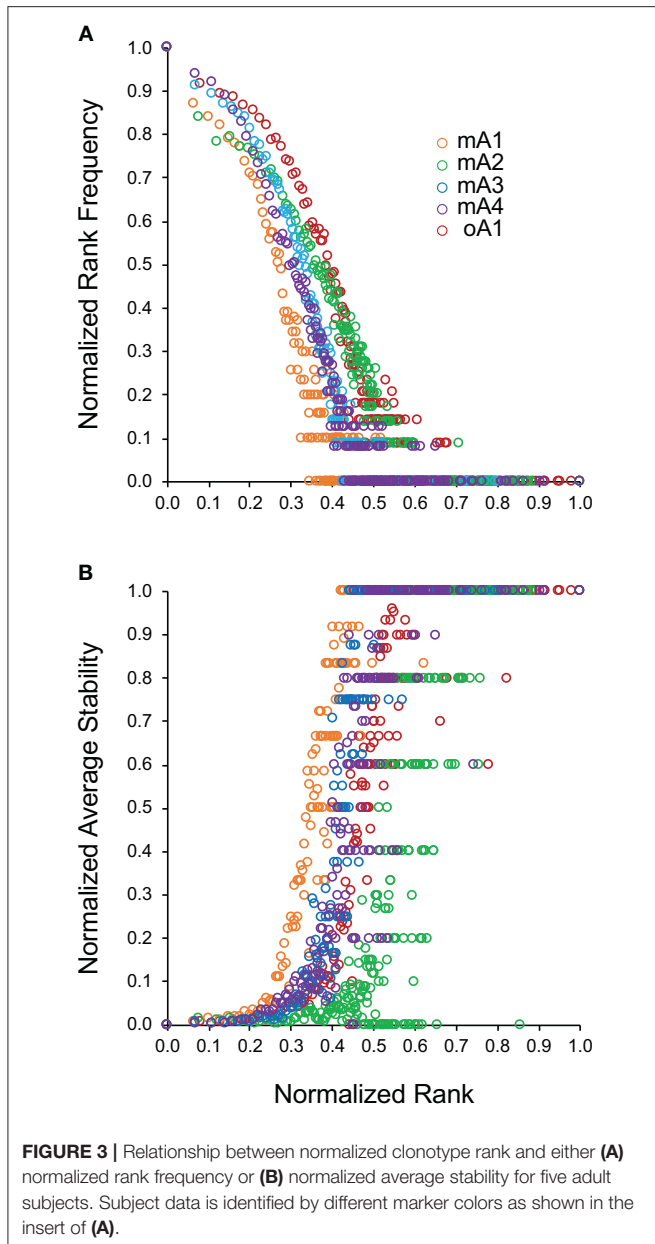 A
1.0
0.9
0.8
0.7
0.6
0.5
0.4
0.3
0.2
0.1
0.0
Normalized Rank Frequency
mA1
mA2
mA3
mA4
oA1
0.0 0.1 0.2 0.3 0.4 0.5 0.6 0.7 0.8 0.9 1.0
B
1.0
0.9
0.8
0.7
0.6
0.5
0.4
0.3
0.2
0.1
0.0
Normalized Average Stability
0.0 0.1 0.2 0.3 0.4 0.5 0.6 0.7 0.8 0.9 1.0
Normalized Rank
FIGURE 3 | Relationship between normalized clonotype rank and either (A)
normalized rank frequency or (B) normalized average stability for five adult
subjects. Subject data is identified by different marker colors as shown in the
insert of (A).